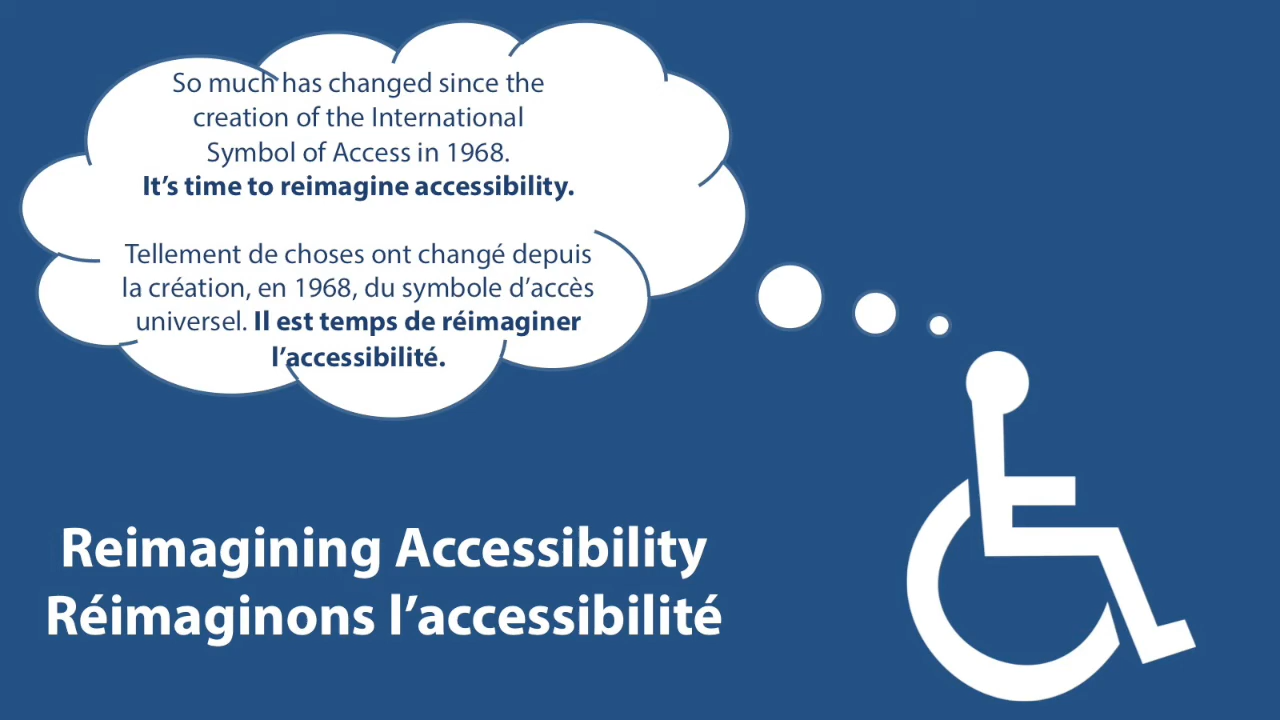 So much has changed since the
creation of the International
Symbol of Access in 1968.
It’s time to reimagine accessibility.
Tellement de choses ont changé depuis
la création, en 1968, du symbole d’accès
universel. Il est temps de réimaginer
l’accessibilité.
Reimagining Accessibility
Réimaginons l’accessibilité